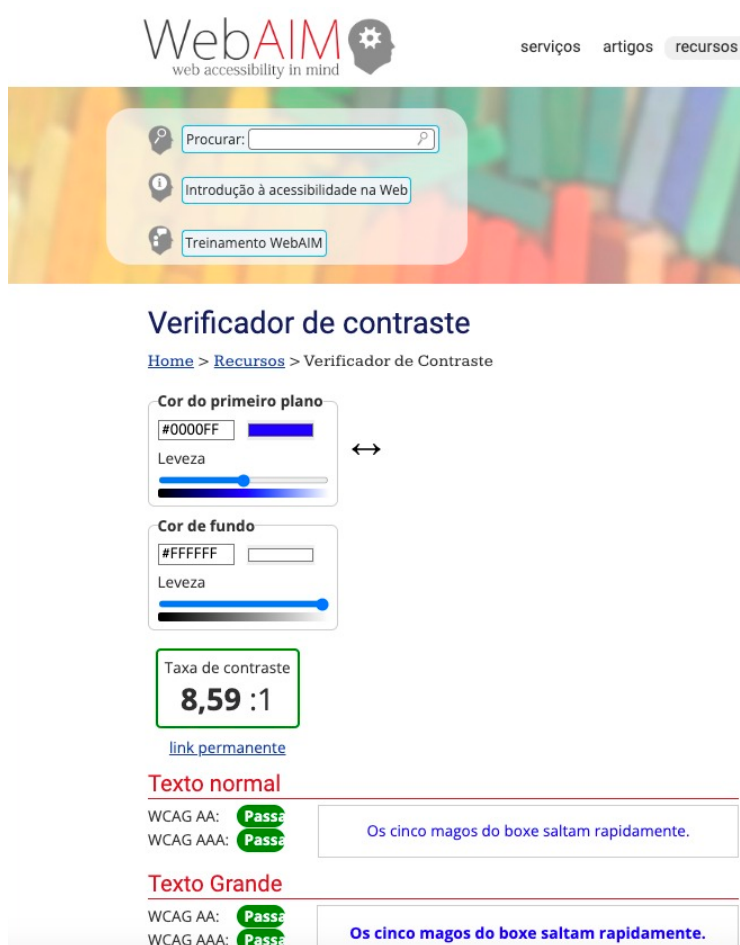 WebAIM
web accessibility in mind
serviços artigos recursos
Procurar:
Introdução à acessibilidade na Web
Treinamento WebAIM
Verificador de contraste
Home > Recursos > Verificador de Contraste
Cor do primeiro plano
#0000FF
Leveza
Cor de fundo
#FFFFFF
Leveza
Taxa de contraste
8,59 :1
link permanente
Texto normal
WCAG AA: Passa
WCAG AAA: Passa
Os cinco magos do boxe saltam rapidamente.
Texto Grande
WCAG AA: Passa
WCAG AAA: Passa
Os cinco magos do boxe saltam rapidamente.